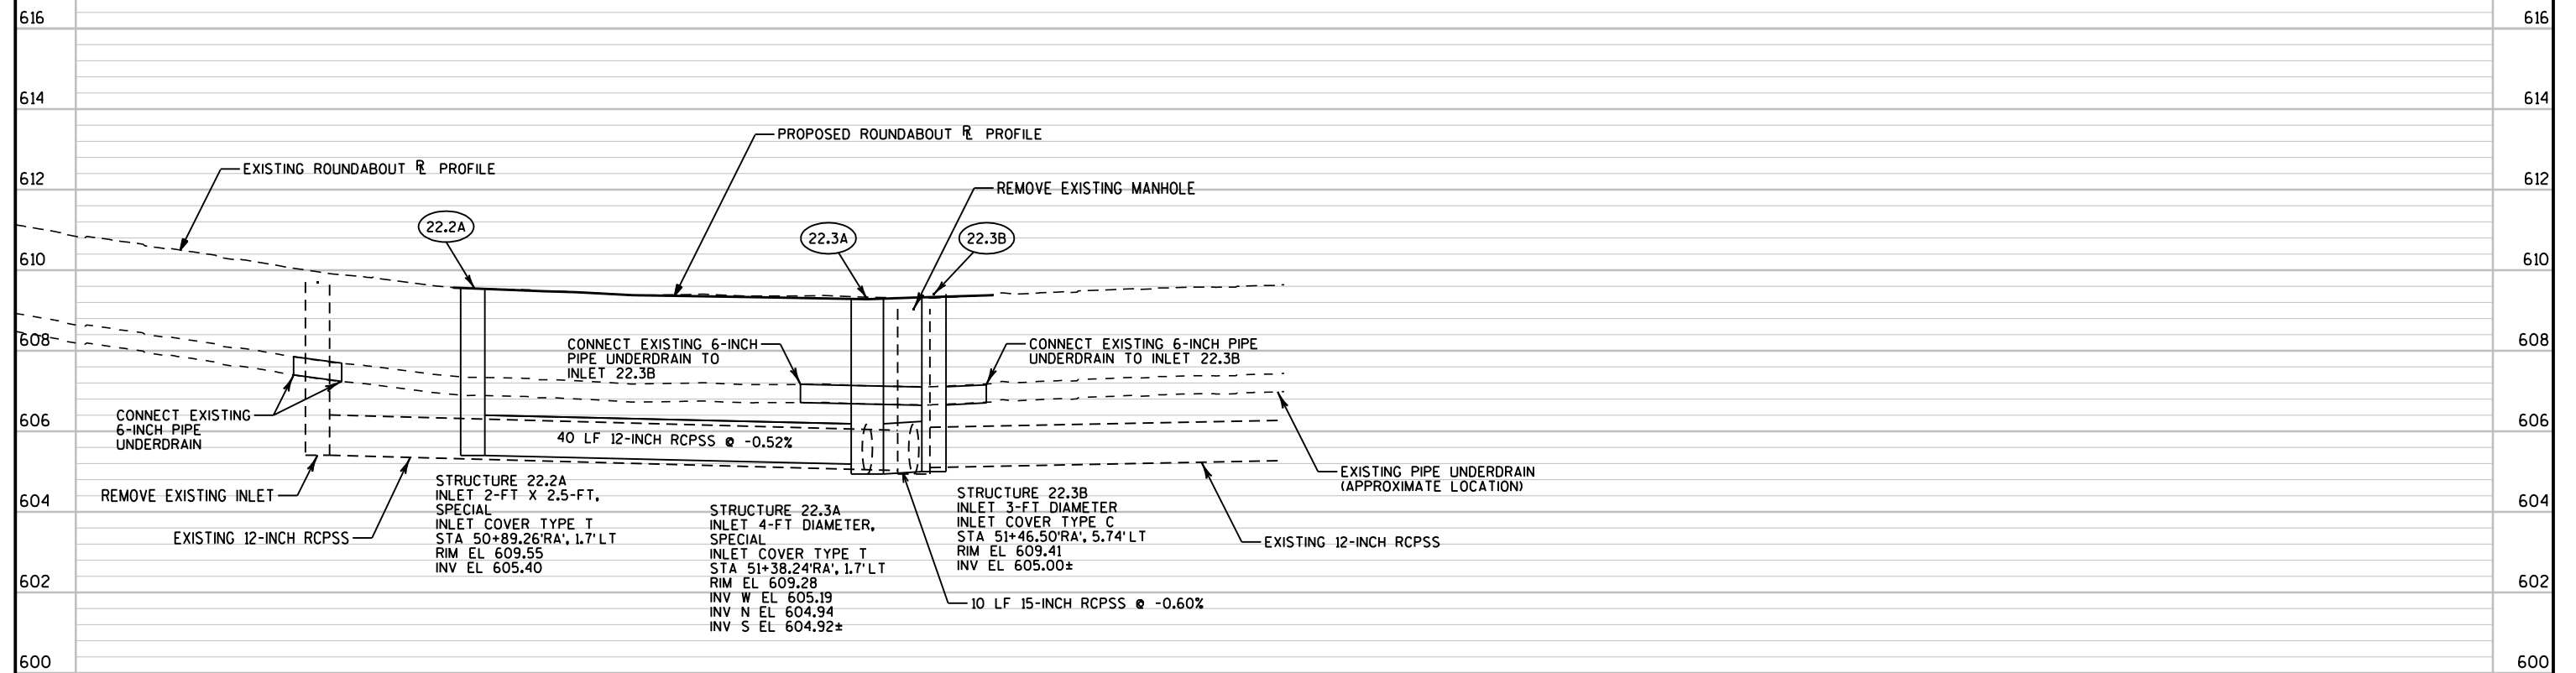 616
616
614
614
PROPOSED ROUNDABOUT PL PROFILE
EXISTING ROUNDABOUT PL PROFILE
612
612
REMOVE EXISTING MANHOLE
22.2A
22.3A
22.3B
610
610
608
608
CONNECT EXISTING 6-INCH
PIPE UNDERDRAIN TO
INLET 22.3B
CONNECT EXISTING 6-INCH PIPE
UNDERDRAIN TO INLET 22.3B
CONNECT EXISTING
6-INCH PIPE
UNDERDRAIN
606
606
40 LF 12-INCH RCPSS @ -0.52%
EXISTING PIPE UNDERDRAIN
(APPROXIMATE LOCATION)
REMOVE EXISTING INLET
604
604
EXISTING 12-INCH RCPSS
STRUCTURE 22.2A
INLET 2-FT X 2.5-FT,
SPECIAL
INLET COVER TYPE T
STA 50+89.26'RA', 1.7' LT
RIM EL 609.55
INV EL 605.40
STRUCTURE 22.3A
INLET 4-FT DIAMETER,
SPECIAL
INLET COVER TYPE T
STA 51+38.24'RA', 1.7' LT
RIM EL 609.28
INV W EL 605.19
INV N EL 604.94
INV S EL 604.92±
STRUCTURE 22.3B
INLET 3-FT DIAMETER
INLET COVER TYPE C
STA 51+46.50'RA', 5.74' LT
RIM EL 609.41
INV EL 605.00±
EXISTING 12-INCH RCPSS
602
602
10 LF 15-INCH RCPSS @ -0.60%
600
600